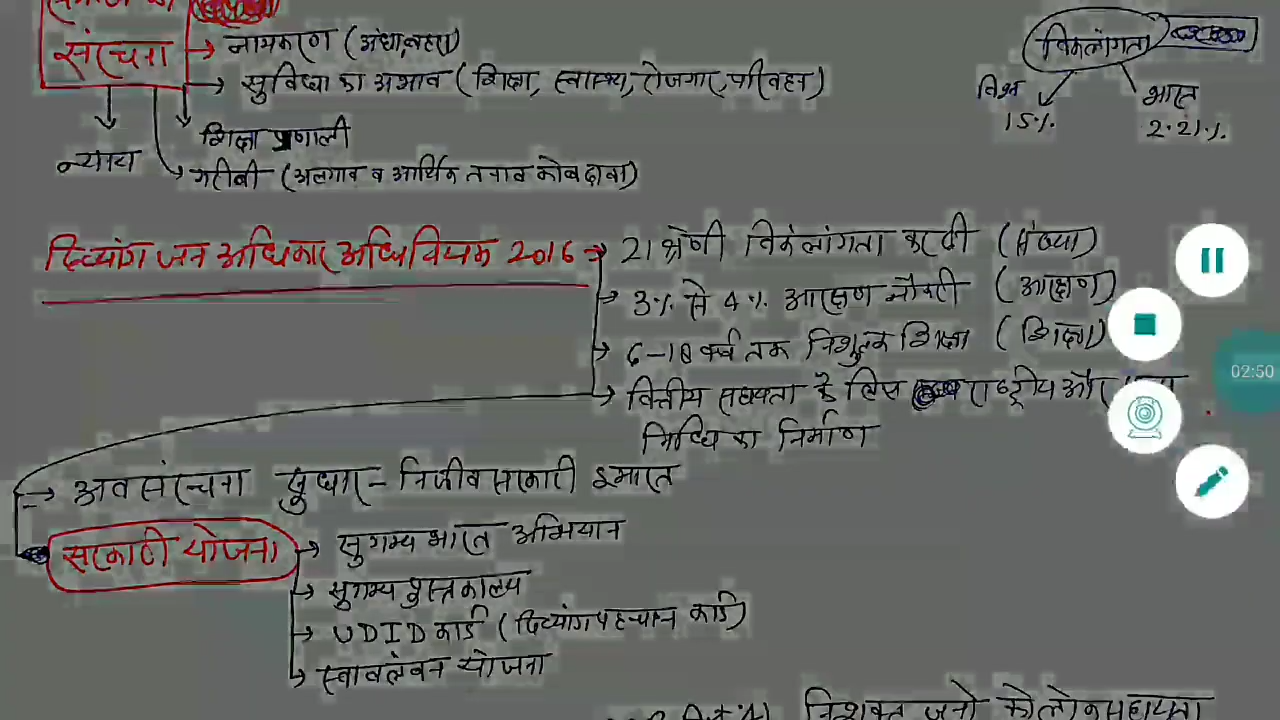 संरचना
→ नामकरण (अंधा, बहरा)
→ सुविधा का अभाव (शिक्षा, स्वास्थ्य, रोजगार, परिवहन)
शिक्षा प्रणाली
न्याय
गरीबी (अलगाव व आर्थिक तनाव को बढ़ावा)
विकलांगता
विश्व
15%
भारत
2.21%
दिव्यांग जन अधिकार अधिनियम 2016
→ 21 श्रेणी विकलांगता करदी (संख्या)
→ 3% से 4% आरक्षण नौकरी (आरक्षण)
→ 6-18 वर्ष तक निशुल्क शिक्षा (शिक्षा)
→ वित्तीय सहायता के लिए राष्ट्रीय और
निधि का निर्माण
→ अवसंरचना सुधार - निजी व सरकारी इमारत
सरकारी योजना
→ सुगम्य भारत अभियान
→ सुगम्य पुस्तकालय
→ UDID कार्ड (दिव्यांग पहचान कार्ड)
→ स्वावलंबन योजना
02:50